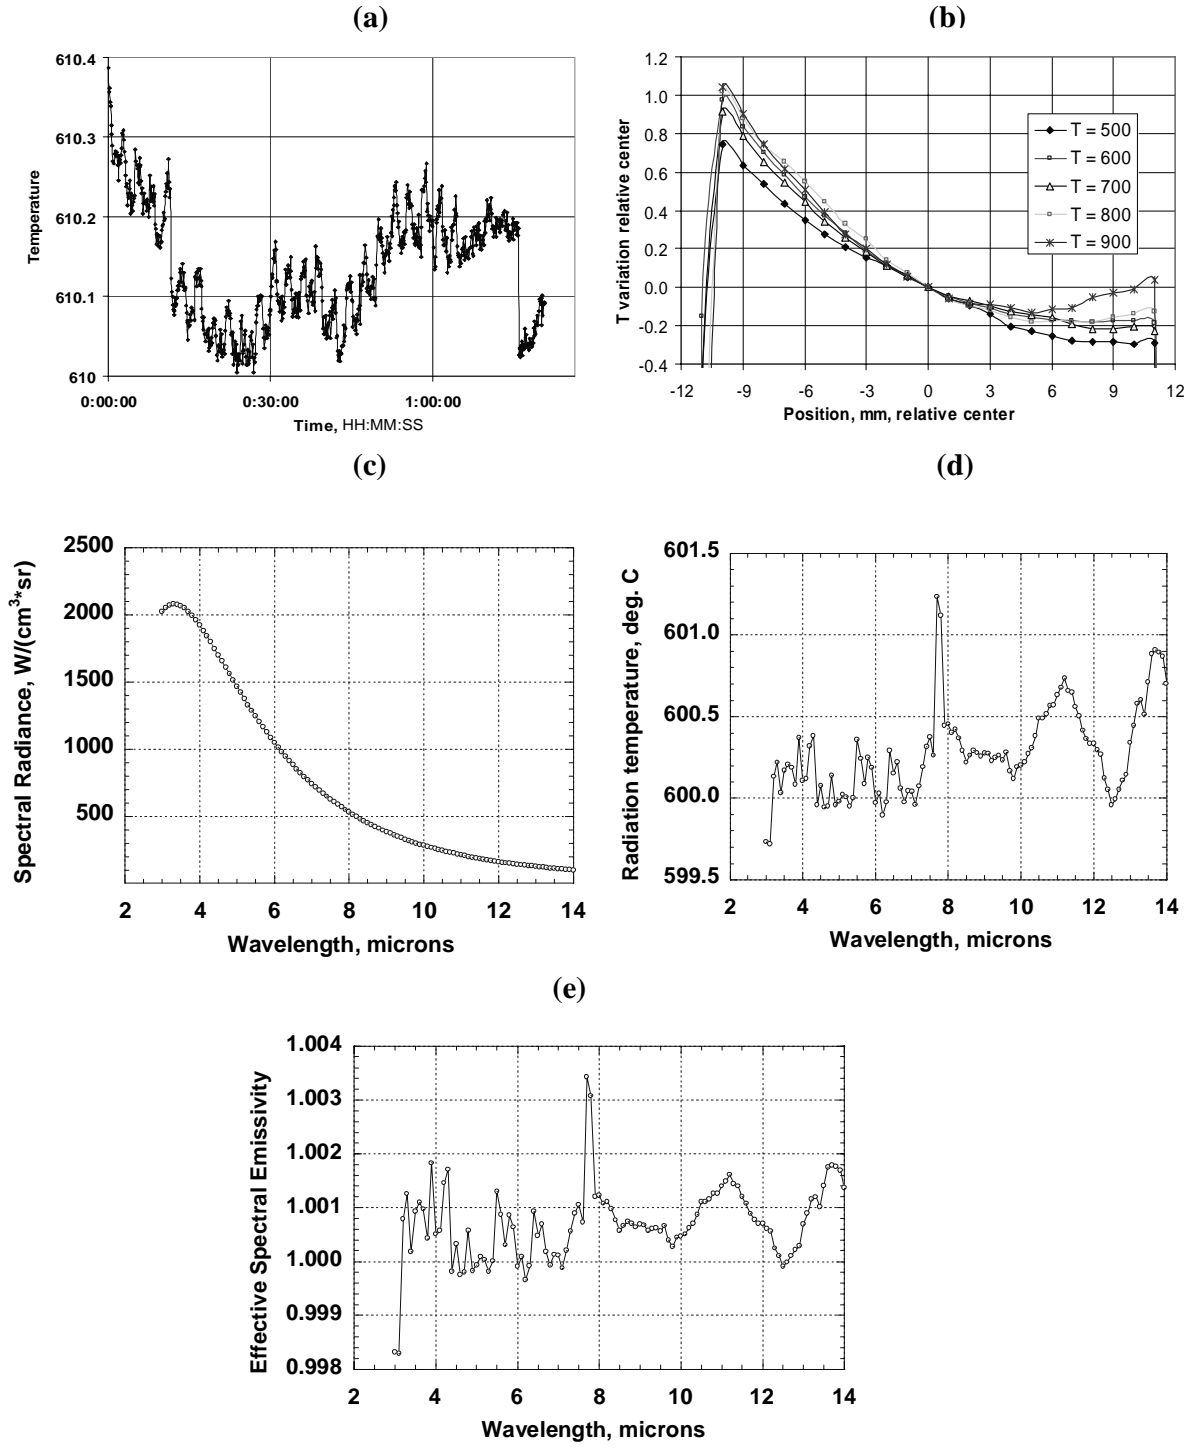 (a)
610.4
610.3
610.2
610.1
610
Temperature
0:00:00 0:30:00 1:00:00
Time, HH:MM:SS
(b)
1.2
1.0
0.8
0.6
0.4
0.2
0.0
-0.2
-0.4
T variation relative center
T = 500
T = 600
T = 700
T = 800
T = 900
-12 -9 -6 -3 0 3 6 9 12
Position, mm, relative center
(c)
2500
2000
1500
1000
500
Spectral Radiance, W/(cm³*sr)
2 4 6 8 10 12 14
Wavelength, microns
(d)
601.5
601.0
600.5
600.0
599.5
Radiation temperature, deg. C
2 4 6 8 10 12 14
Wavelength, microns
(e)
1.004
1.003
1.002
1.001
1.000
0.999
0.998
Effective Spectral Emissivity
2 4 6 8 10 12 14
Wavelength, microns